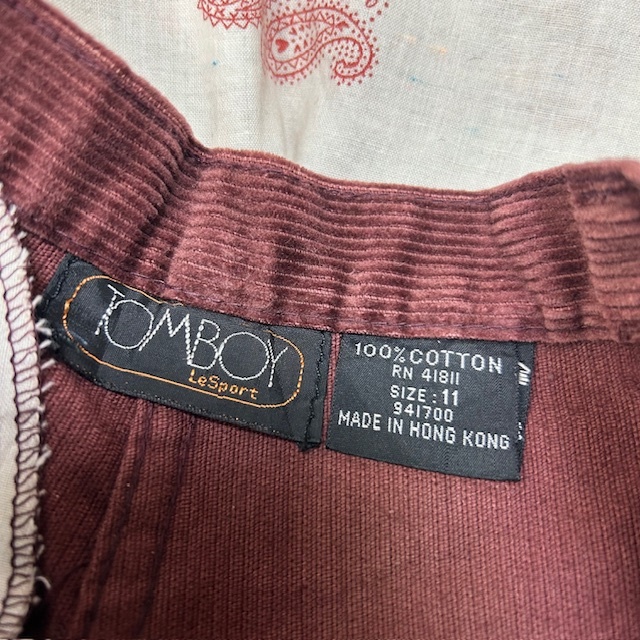 TOMBOY
LeSport
100% COTTON
RN 41811
SIZE: 11
941700
MADE IN HONG KONG